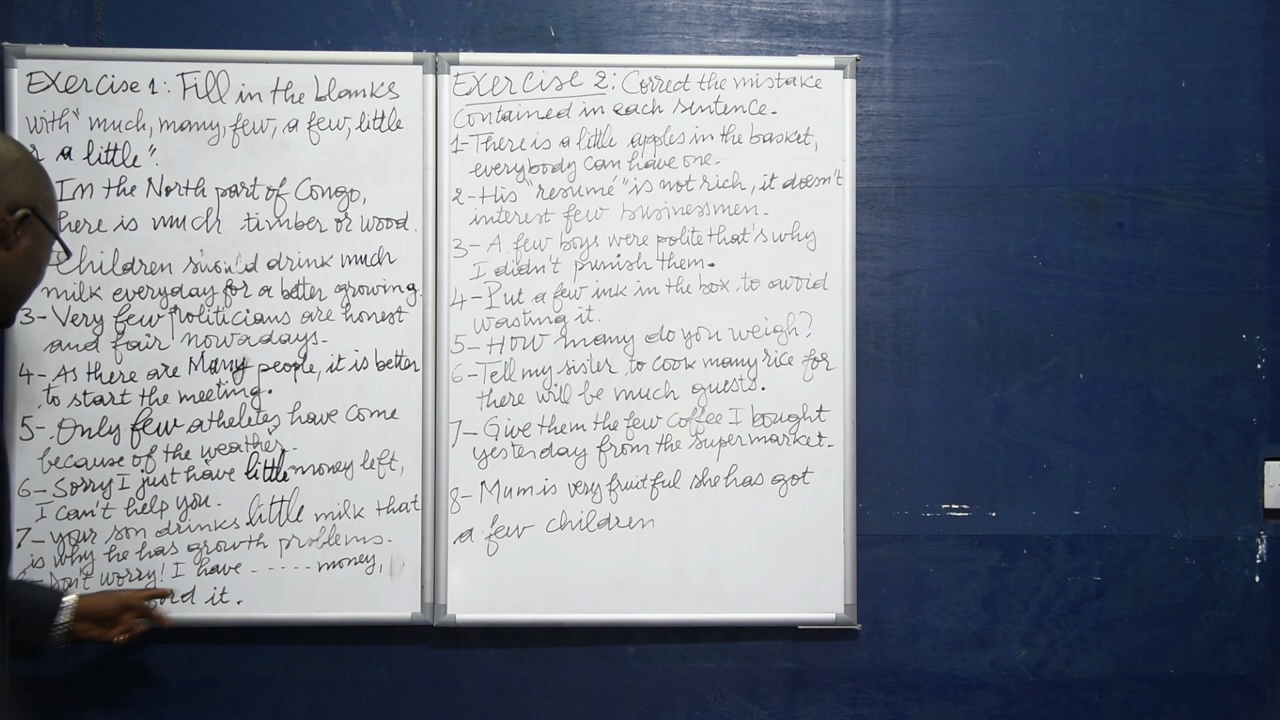 Exercise 1: Fill in the blanks
with "much, many, few, a few, little
a little".
In the North part of Congo,
here is much timber or wood.
Children should drink much
milk everyday for a better growing.
3- Very few politicians are honest
and fair nowadays.
4- As there are Many people, it is better
to start the meeting.
5- Only few atheletes have come
because of the weather.
6- Sorry I just have little money left,
I can't help you.
7- your son drinks little milk that
is why he has growth problems.
Don't worry! I have ------ money,
it.
Exercise 2: Correct the mistake
contained in each sentence.
1- There is a little apples in the basket,
everybody can have one.
2- His "resumé" is not rich, it doesn't
interest few businessmen.
3- A few boys were polite that's why
I didn't punish them.
4- Put a few ink in the box, to avoid
wasting it.
5- How many do you weigh?
6- Tell my sister to cook many rice for
there will be much guests.
7- Give them the few coffee I bought
yesterday from the supermarket.
8- Mum is very fruitful she has got
a few children